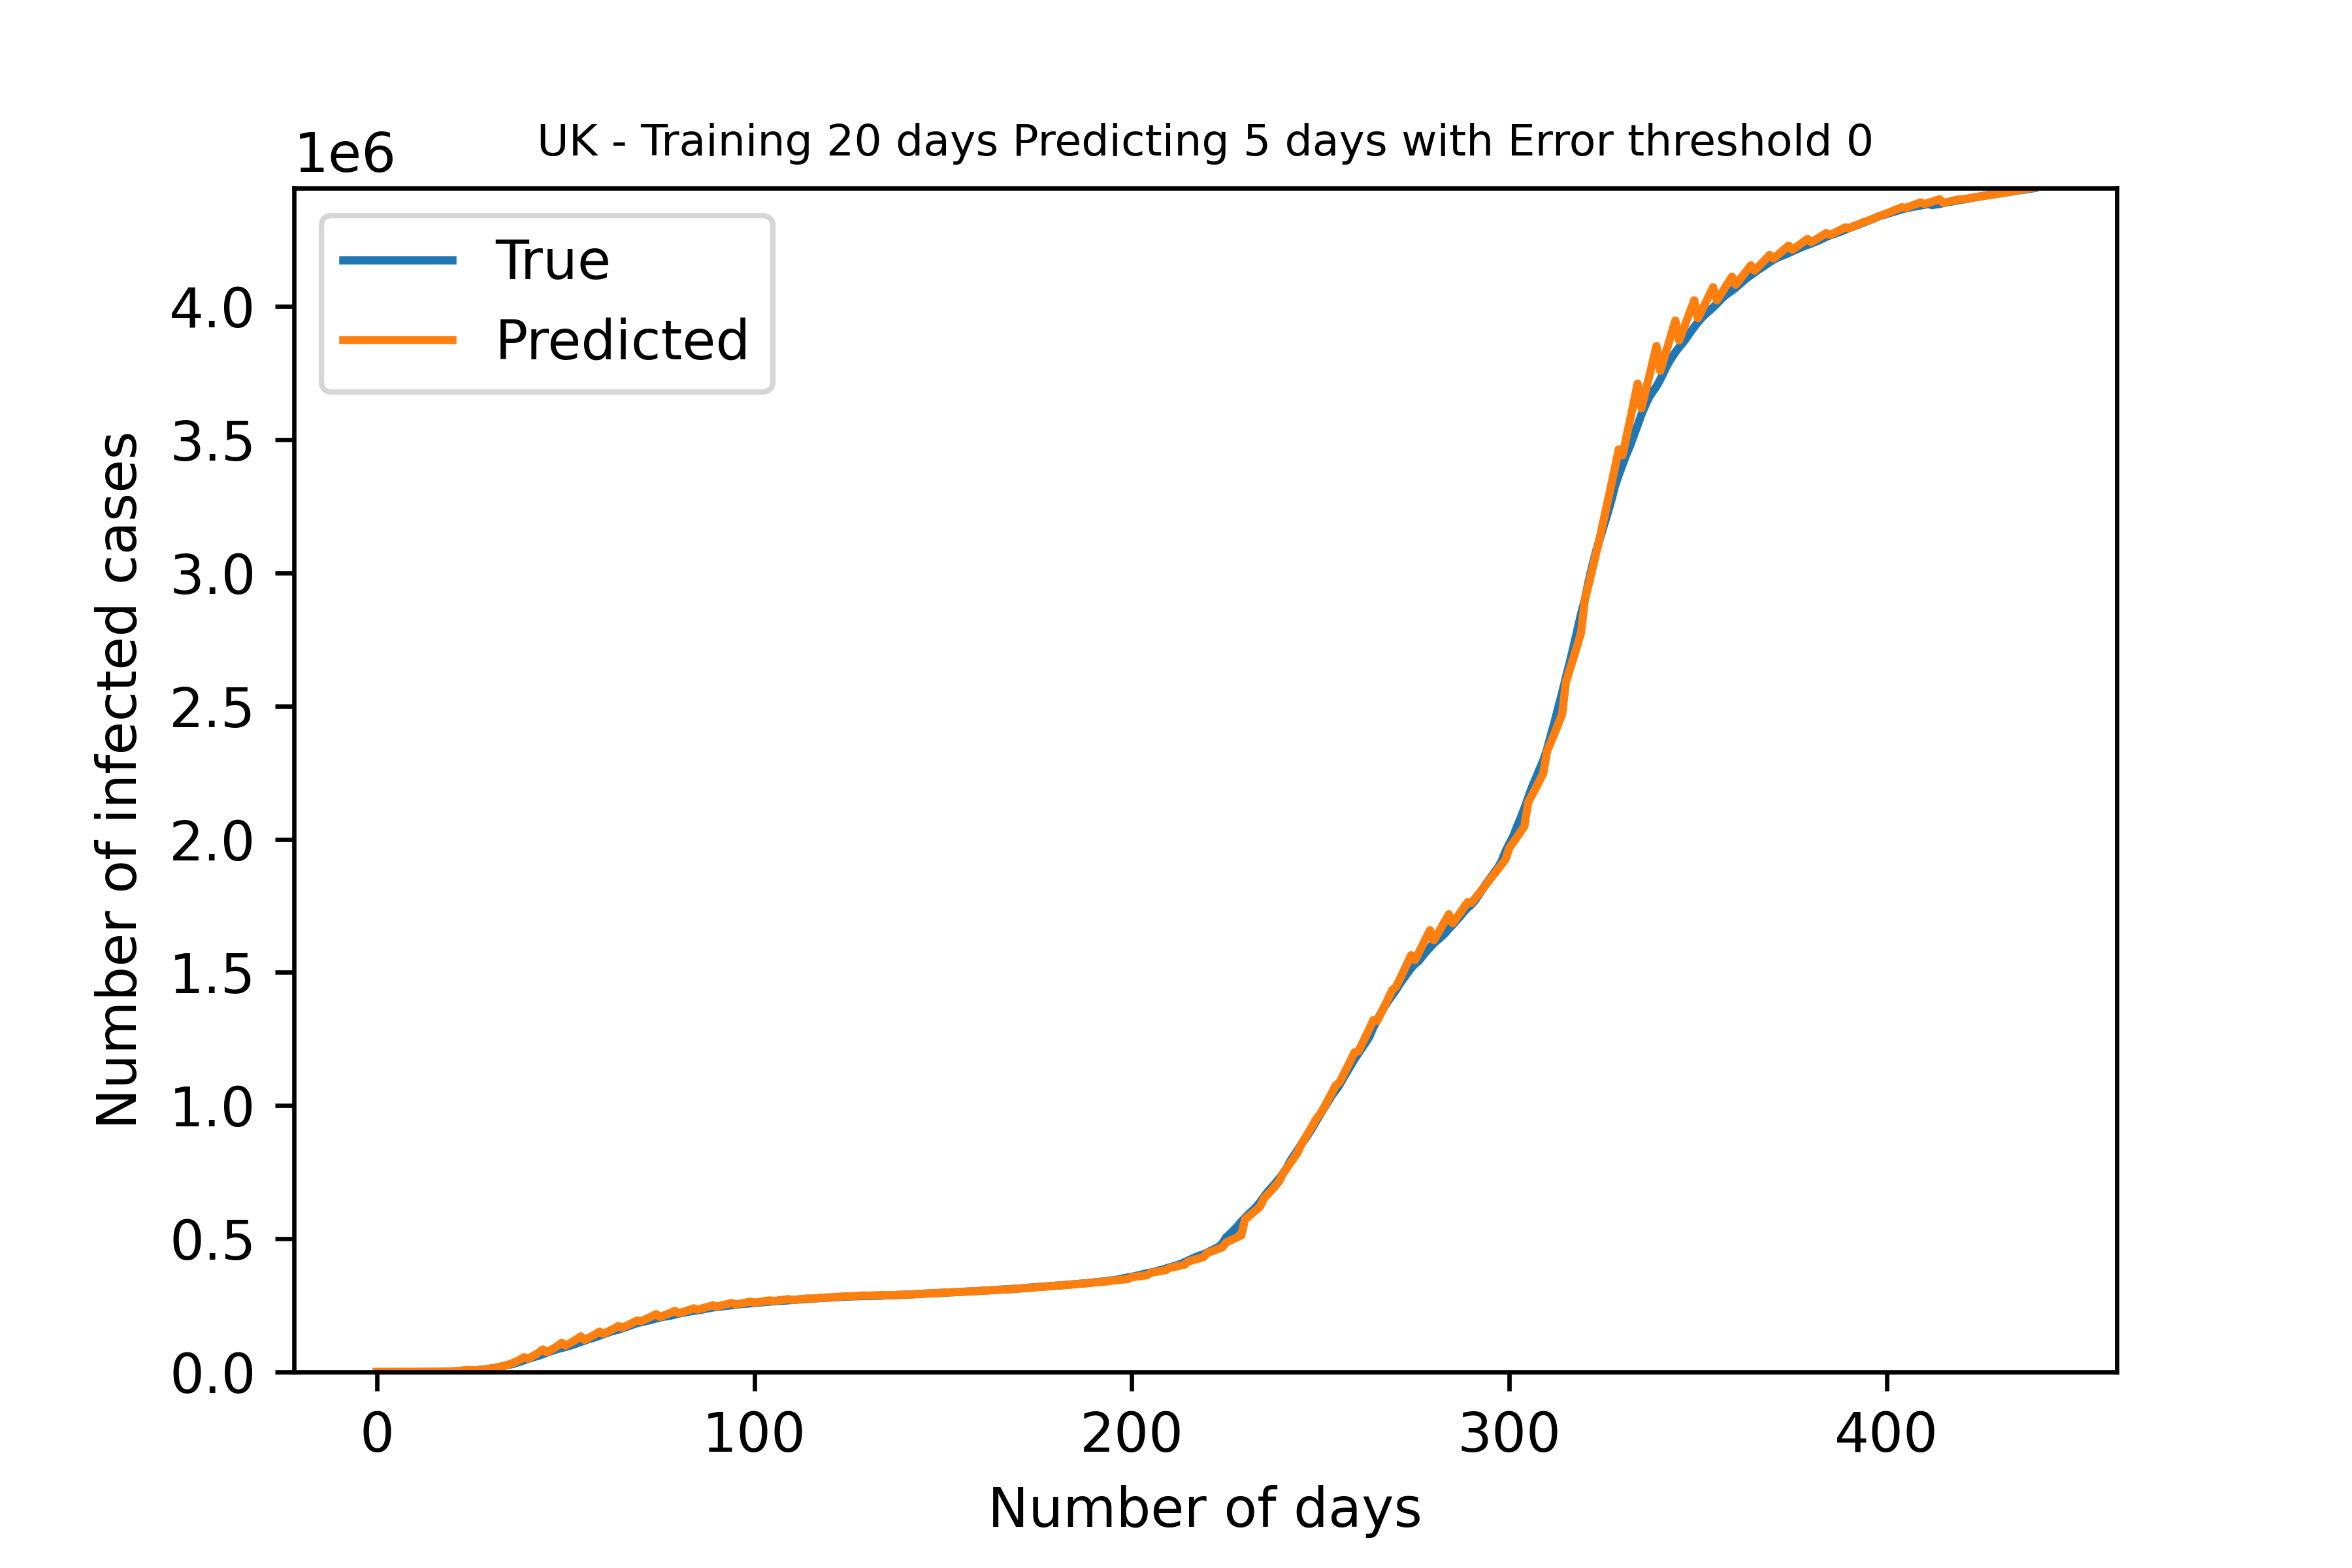 UK - Training 20 days Predicting 5 days with Error threshold 0
1e6
True
Predicted
4.0
3.5
3.0
2.5
2.0
1.5
1.0
0.5
0.0
Number of infected cases
0 100 200 300 400
Number of days